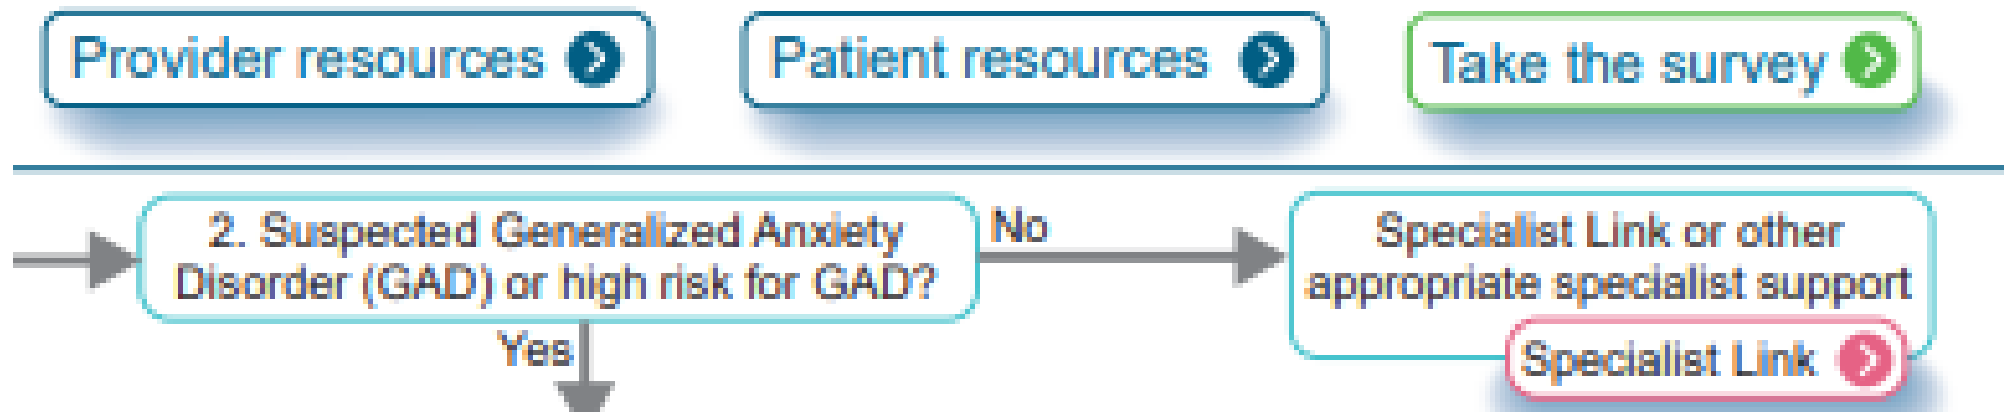 Provider resources
Patient resources
Take the survey
2. Suspected Generalized Anxiety
Disorder (GAD) or high risk for GAD?
No
Specialist Link or other
appropriate specialist support
Yes
Specialist Link